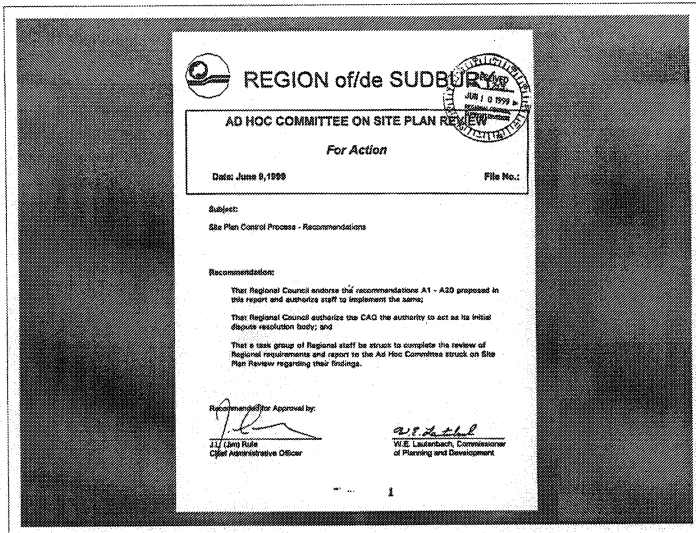 REGION of/de SUDBURY
RECEIVED
JUN 10 1999
REGIONAL COUNCIL
AD HOC COMMITTEE ON SITE PLAN REVIEW
For Action
Date: June 9,1999 File No.:
Subject:
Site Plan Control Process - Recommendations
Recommendation:
That Regional Council endorse the recommendations A1 - A20 proposed in
this report and authorize staff to implement the same;
That Regional Council authorize the CAO the authority to act as its initial
dispute resolution body; and
That a task group of Regional staff be struck to complete the review of
Regional requirements and report to the Ad Hoc Committee struck on Site
Plan Review regarding their findings.
Recommended for Approval by:
J.L. (Jim) Rule W.E. Lautenbach, Commissioner
Chief Administrative Officer of Planning and Development
1